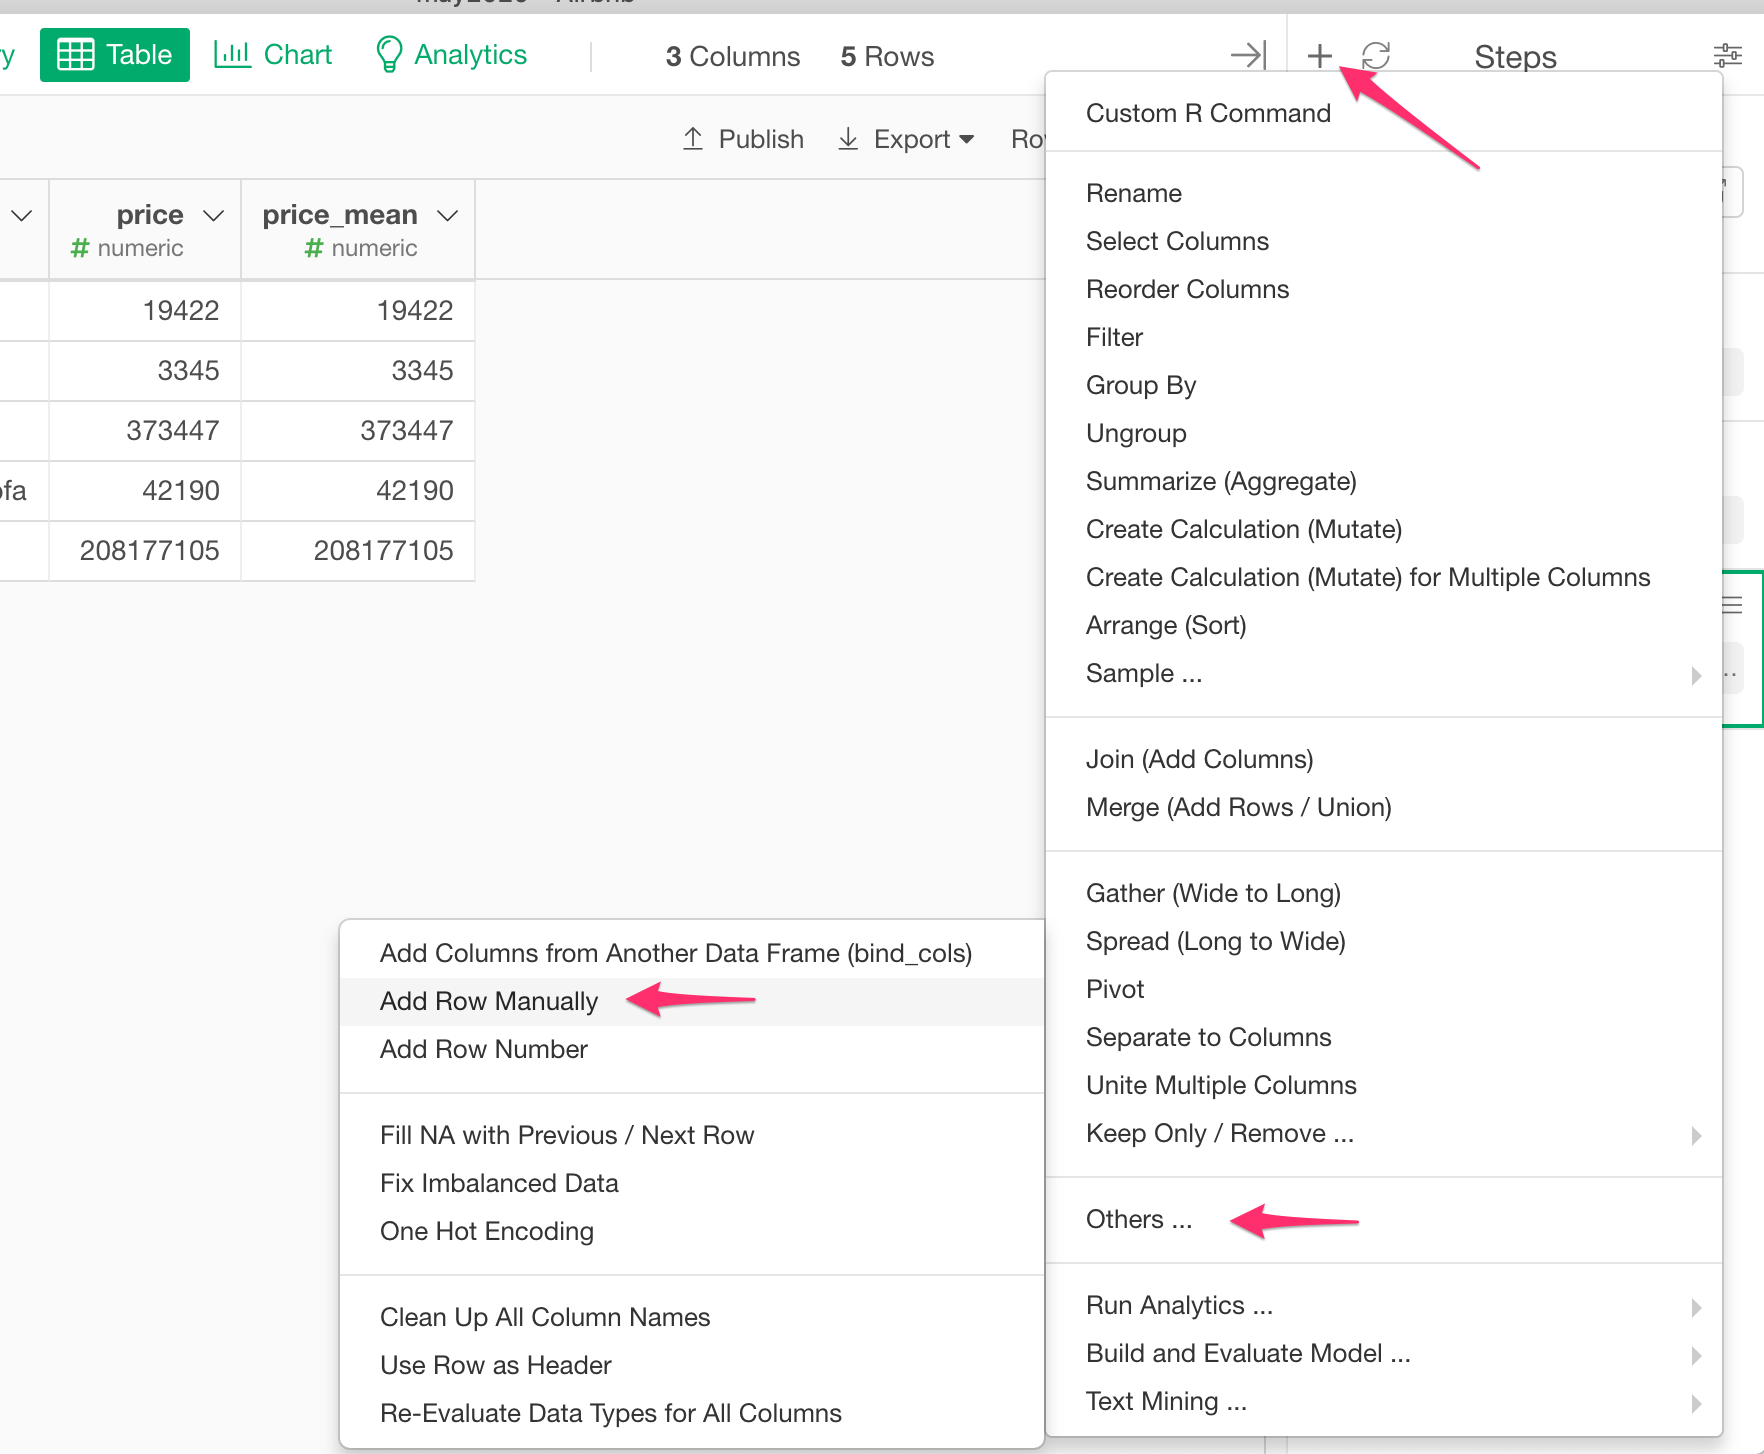 Table
Chart
Analytics
3 Columns
5 Rows
Steps
Publish
Export
price
numeric
price_mean
numeric
19422 19422
3345 3345
373447 373447
42190 42190
208177105 208177105
Custom R Command
Rename
Select Columns
Reorder Columns
Filter
Group By
Ungroup
Summarize (Aggregate)
Create Calculation (Mutate)
Create Calculation (Mutate) for Multiple Columns
Arrange (Sort)
Sample ...
Join (Add Columns)
Merge (Add Rows / Union)
Gather (Wide to Long)
Spread (Long to Wide)
Pivot
Separate to Columns
Unite Multiple Columns
Keep Only / Remove ...
Others ...
Run Analytics ...
Build and Evaluate Model ...
Text Mining ...
Add Columns from Another Data Frame (bind_cols)
Add Row Manually
Add Row Number
Fill NA with Previous / Next Row
Fix Imbalanced Data
One Hot Encoding
Clean Up All Column Names
Use Row as Header
Re-Evaluate Data Types for All Columns